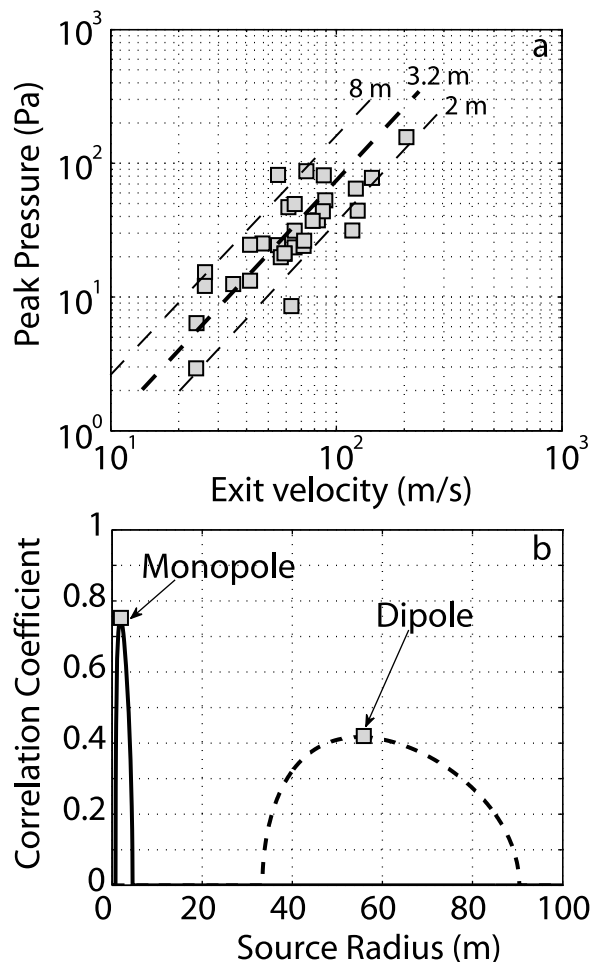 10³
a
8 m
3.2 m
2 m
10²
10¹
10⁰
Peak Pressure (Pa)
10¹
10²
10³
Exit velocity (m/s)
1
b
Monopole
0.8
Dipole
0.6
0.4
0.2
0
Correlation Coefficient
0
20
40
60
80
100
Source Radius (m)